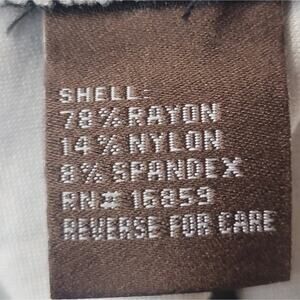 SHELL:
78% RAYON
14% NYLON
8% SPANDEX
RN# 16859
REVERSE FOR CARE